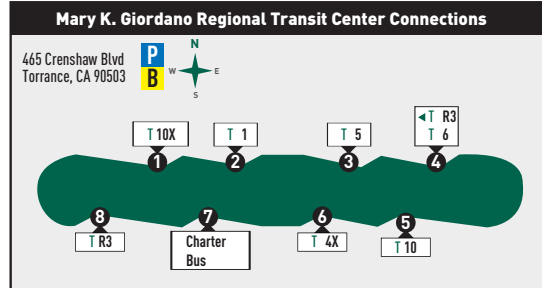 Mary K. Giordano Regional Transit Center Connections
465 Crenshaw Blvd
Torrance, CA 90503
P
B
N
W
E
S
T 10X
T 1
T 5
◄T R3
T 6
1
2
3
4
8
7
6
5
T R3
Charter
Bus
T 4X
T 10